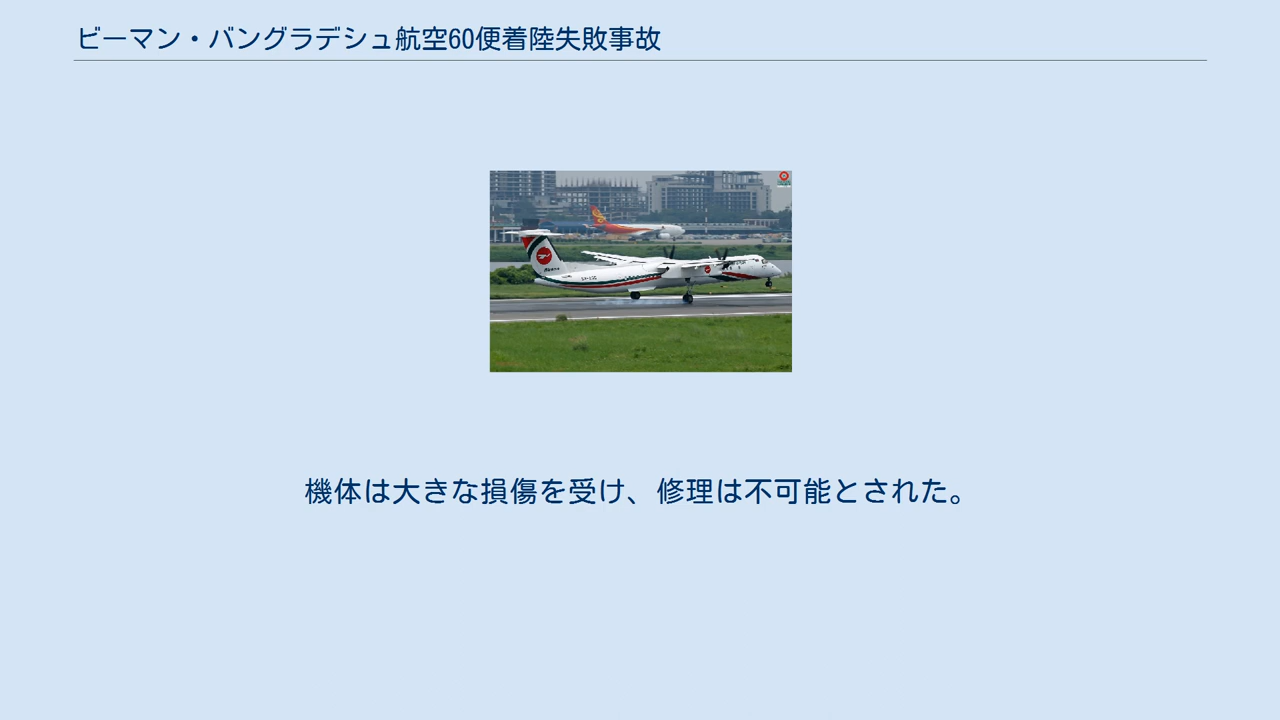 ビーマン・バングラデシュ航空60便着陸失敗事故
機体は大きな損傷を受け、修理は不可能とされた。